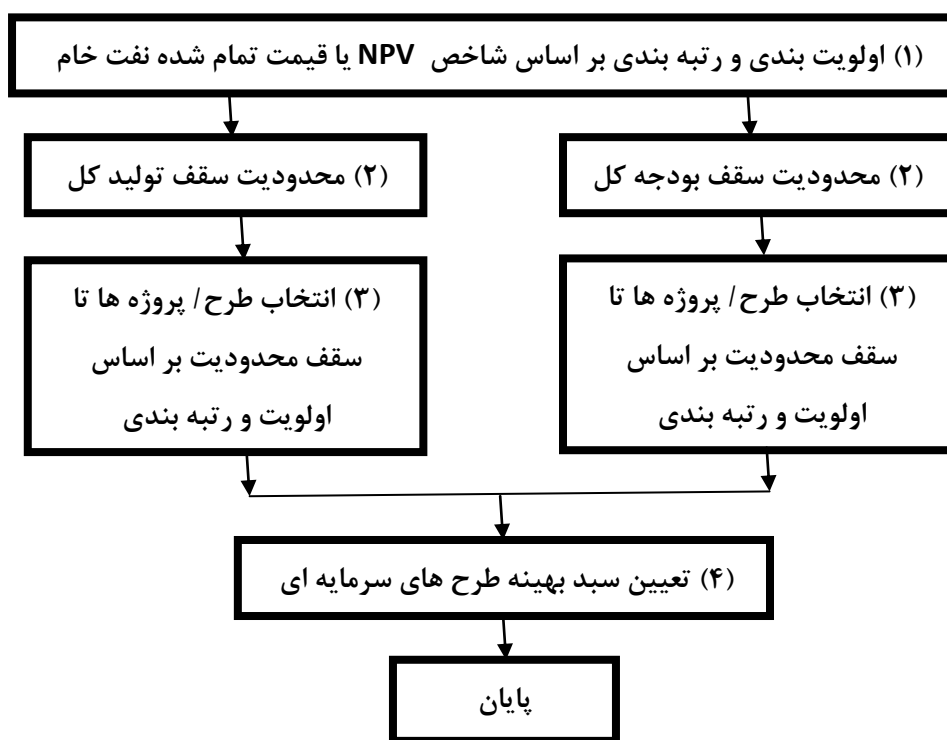 (۱) اولویت بندی و رتبه بندی بر اساس شاخص NPV یا قیمت تمام شده نفت خام
(۲) محدودیت سقف بودجه کل
(۲) محدودیت سقف تولید کل
(۳) انتخاب طرح/ پروژه ها تا
سقف محدودیت بر اساس
اولویت و رتبه بندی
(۳) انتخاب طرح/ پروژه ها تا
سقف محدودیت بر اساس
اولویت و رتبه بندی
(۴) تعیین سبد بهینه طرح های سرمایه ای
پایان